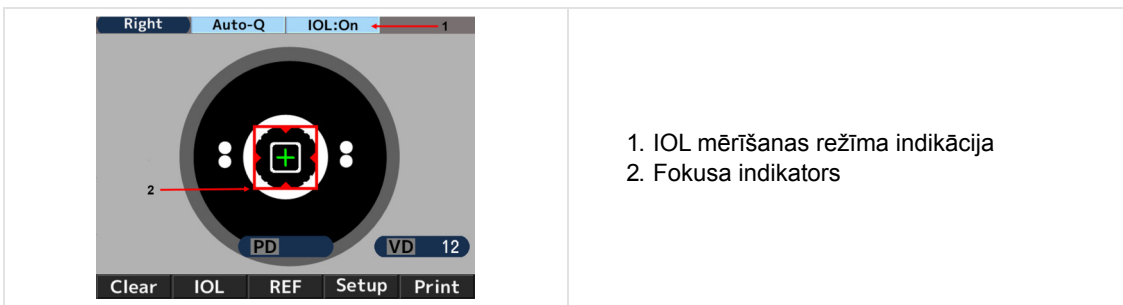 Right Auto-Q IOL:On 1
2
PD VD 12
Clear IOL REF Setup Print
1. IOL mērīšanas režīma indikācija
2. Fokusa indikators